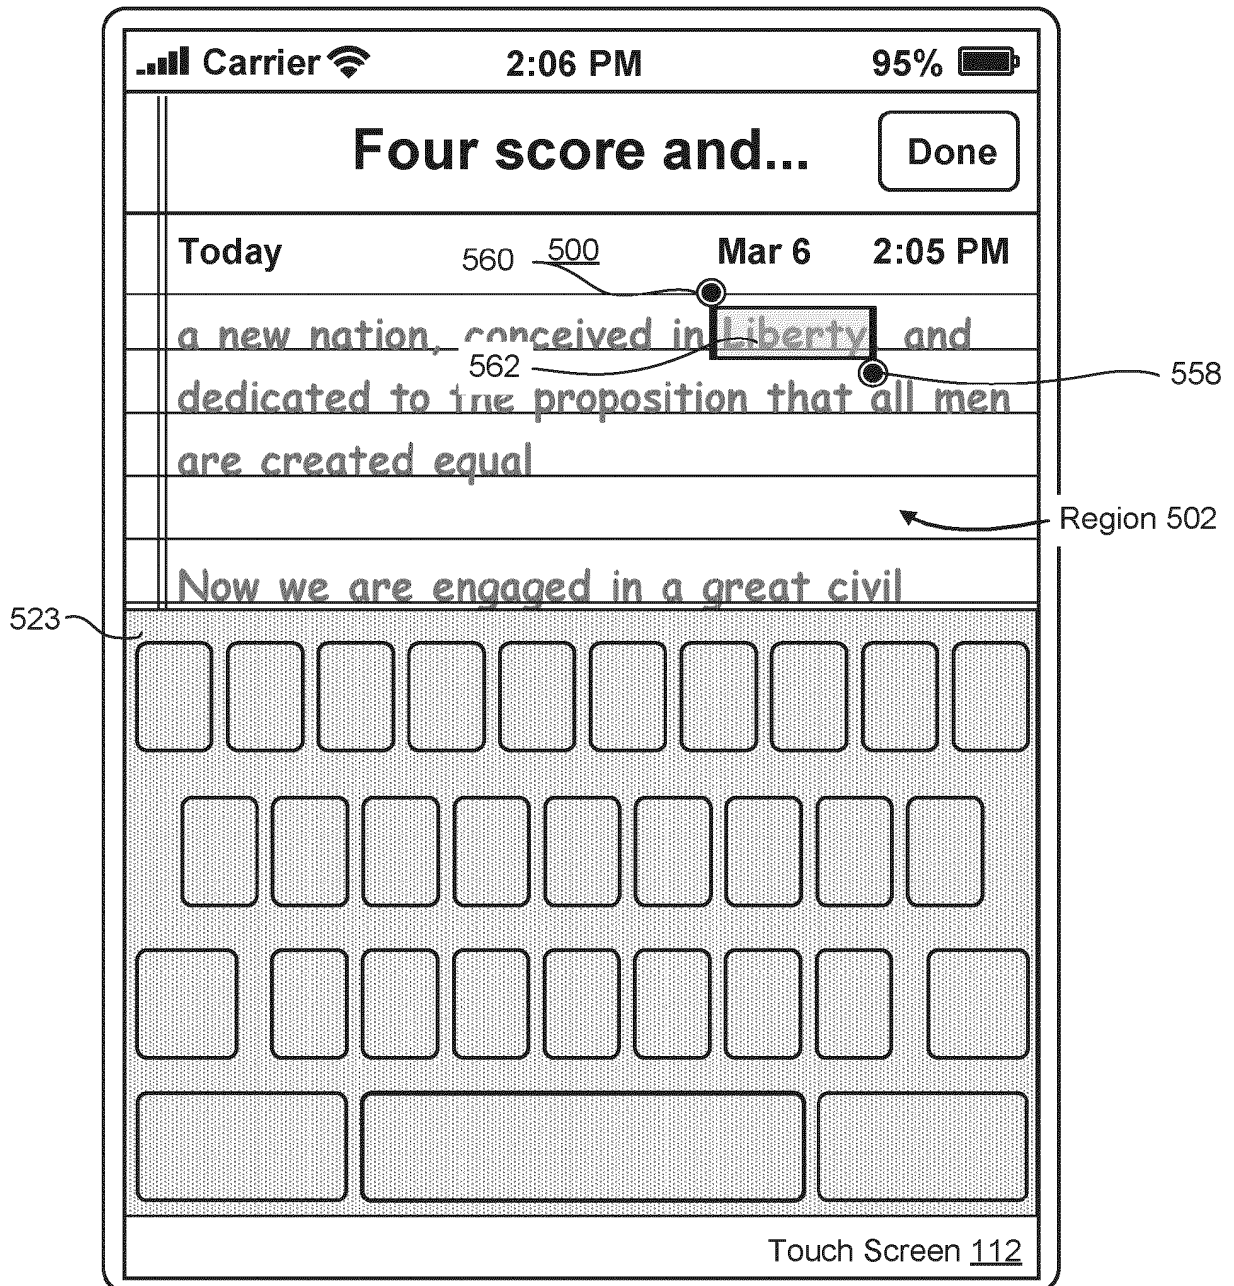 Carrier 2:06 PM 95%
Four score and... Done
Today 560 500 Mar 6 2:05 PM
a new nation, conceived in Liberty, and
562
558
dedicated to the proposition that all men
are created equal
Region 502
Now we are engaged in a great civil
523
Touch Screen 112